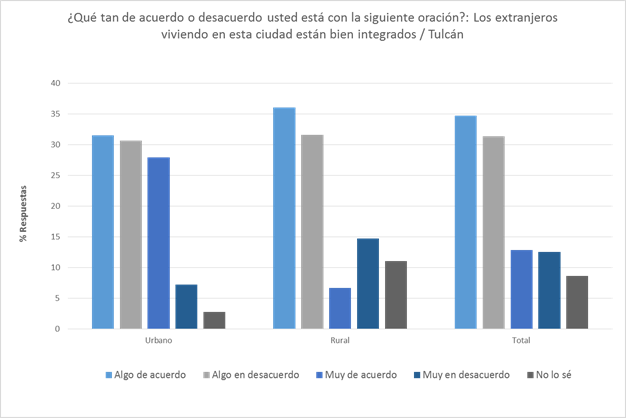 ¿Qué tan de acuerdo o desacuerdo usted está con la siguiente oración?: Los extranjeros
viviendo en esta ciudad están bien integrados / Tulcán
40
35
30
25
20
15
10
5
0
% Respuestas
Urbano Rural Total
Algo de acuerdo Algo en desacuerdo Muy de acuerdo Muy en desacuerdo No lo sé